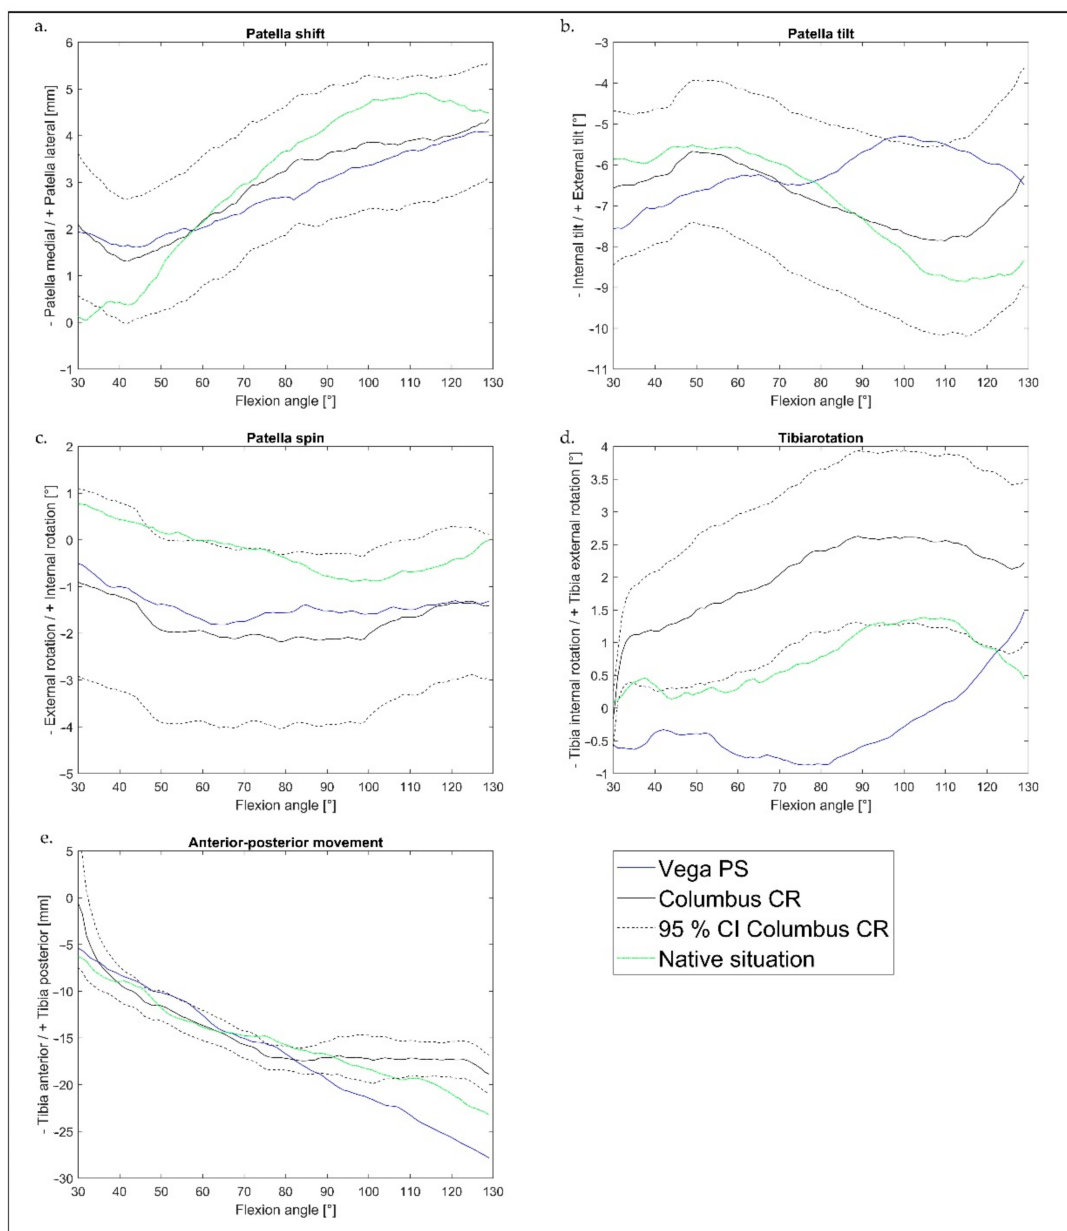 a.
Patella shift
- Patella medial / + Patella lateral [mm]
6
5
4
3
2
1
0
−1
30 40 50 60 70 80 90 100 110 120 130
Flexion angle [°]
b.
Patella tilt
- Internal tilt / + External tilt [°]
−3
−4
−5
−6
−7
−8
−9
−10
−11
30 40 50 60 70 80 90 100 110 120 130
Flexion angle [°]
c.
Patella spin
- External rotation / + Internal rotation [°]
2
1
0
−1
−2
−3
−4
−5
30 40 50 60 70 80 90 100 110 120 130
Flexion angle [°]
d.
Tibiarotation
- Tibia internal rotation / + Tibia external rotation [°]
4
3.5
3
2.5
2
1.5
1
0.5
0
−0.5
−1
30 40 50 60 70 80 90 100 110 120 130
Flexion angle [°]
e.
Anterior-posterior movement
- Tibia anterior / + Tibia posterior [mm]
5
0
−5
−10
−15
−20
−25
−30
30 40 50 60 70 80 90 100 110 120 130
Flexion angle [°]
Vega PS
Columbus CR
95 % CI Columbus CR
Native situation